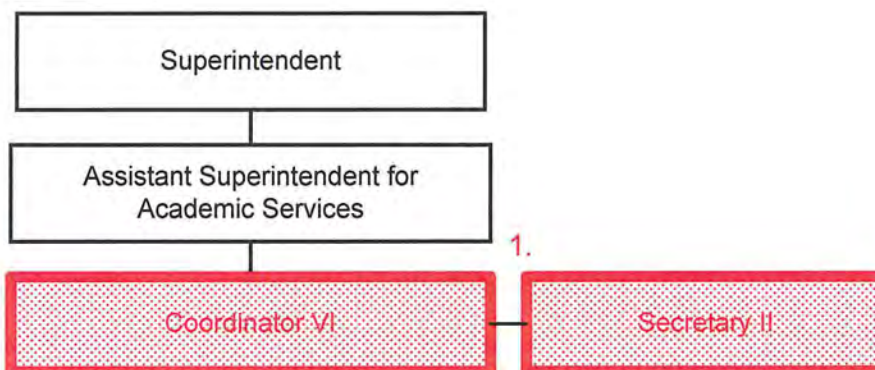 Superintendent
Assistant Superintendent for
Academic Services
1.
Coordinator VI
Secretary II